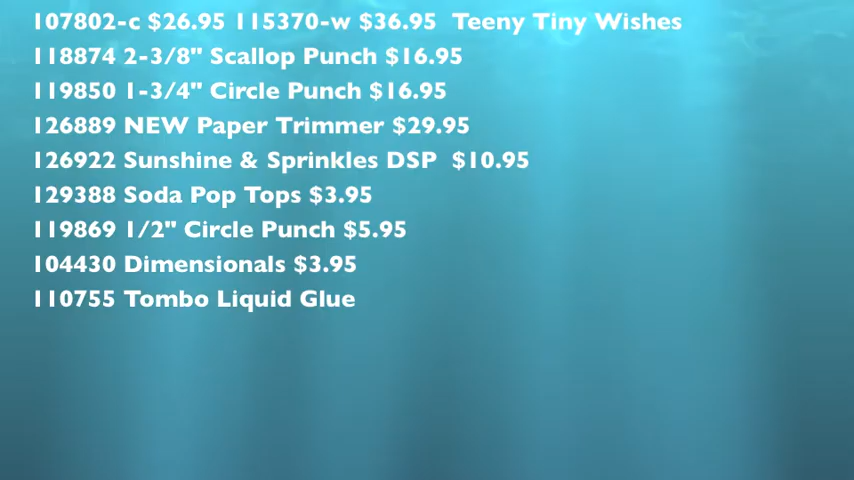 107802-c $26.95 115370-w $36.95  Teeny Tiny Wishes
118874 2-3/8" Scallop Punch $16.95
119850 1-3/4" Circle Punch $16.95
126889 NEW Paper Trimmer $29.95
126922 Sunshine & Sprinkles DSP  $10.95
129388 Soda Pop Tops $3.95
119869 1/2" Circle Punch $5.95
104430 Dimensionals $3.95
110755 Tombo Liquid Glue